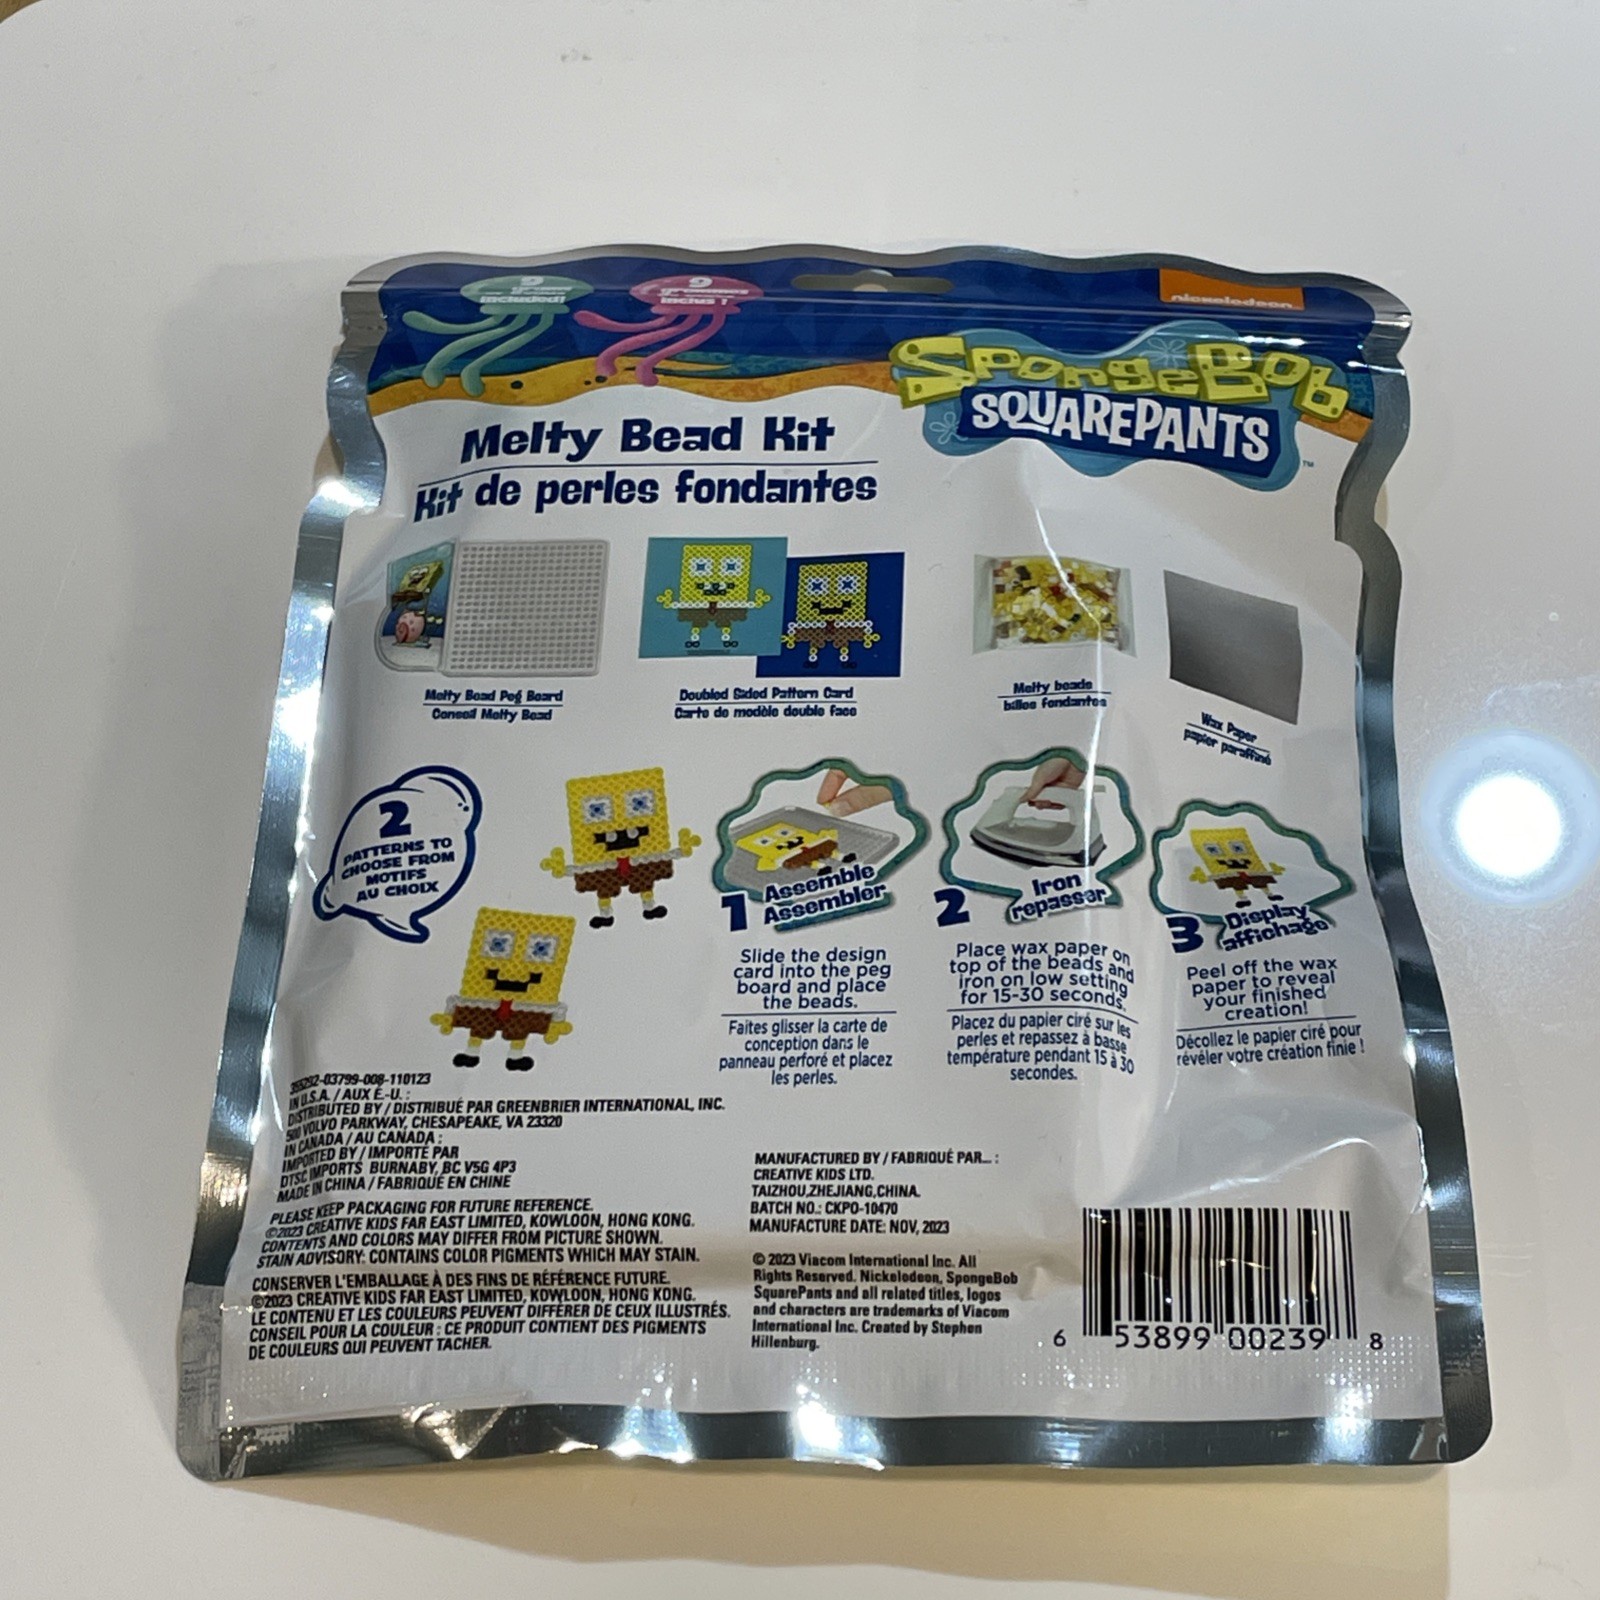 9
grammes
included!
9
grammes
inclus !
nickelodeon
SpongeBob
SQUAREPANTS
™
Melty Bead Kit
Kit de perles fondantes
Melty Bead Peg Board
Conseil Melty Bead
Doubled Sided Pattern Card
Carte de modèle double face
Melty beads
billes fondantes
Wax Paper
papier paraffiné
2
PATTERNS TO
CHOOSE FROM
MOTIFS
AU CHOIX
1 Assemble
Assembler
Slide the design
card into the peg
board and place
the beads.
Faites glisser la carte de
conception dans le
panneau perforé et placez
les perles.
2 Iron
repasser
Place wax paper on
top of the beads and
iron on low setting
for 15-30 seconds.
Placez du papier ciré sur les
perles et repassez à basse
température pendant 15 à 30
secondes.
3 Display
affichage
Peel off the wax
paper to reveal
your finished
creation!
Décollez le papier ciré pour
révéler votre création finie !
355292-03799-008-110123
IN U.S.A. / AUX É.-U. :
DISTRIBUTED BY / DISTRIBUÉ PAR GREENBRIER INTERNATIONAL, INC.
500 VOLVO PARKWAY, CHESAPEAKE, VA 23320
IN CANADA / AU CANADA :
IMPORTED BY / IMPORTÉ PAR
DTSC IMPORTS BURNABY, BC V5G 4P3
MADE IN CHINA / FABRIQUÉ EN CHINE
PLEASE KEEP PACKAGING FOR FUTURE REFERENCE.
©2023 CREATIVE KIDS FAR EAST LIMITED, KOWLOON, HONG KONG.
CONTENTS AND COLORS MAY DIFFER FROM PICTURE SHOWN.
STAIN ADVISORY: CONTAINS COLOR PIGMENTS WHICH MAY STAIN.
CONSERVER L'EMBALLAGE À DES FINS DE RÉFÉRENCE FUTURE.
©2023 CREATIVE KIDS FAR EAST LIMITED, KOWLOON, HONG KONG.
LE CONTENU ET LES COULEURS PEUVENT DIFFÉRER DE CEUX ILLUSTRÉS.
CONSEIL POUR LA COULEUR : CE PRODUIT CONTIENT DES PIGMENTS
DE COULEURS QUI PEUVENT TACHER.
MANUFACTURED BY / FABRIQUÉ PAR... :
CREATIVE KIDS LTD.
TAIZHOU,ZHEJIANG,CHINA.
BATCH NO.: CKPO-10470
MANUFACTURE DATE: NOV, 2023
© 2023 Viacom International Inc. All
Rights Reserved. Nickelodeon, SpongeBob
SquarePants and all related titles, logos
and characters are trademarks of Viacom
International Inc. Created by Stephen
Hillenburg.
6 53899 00239 8